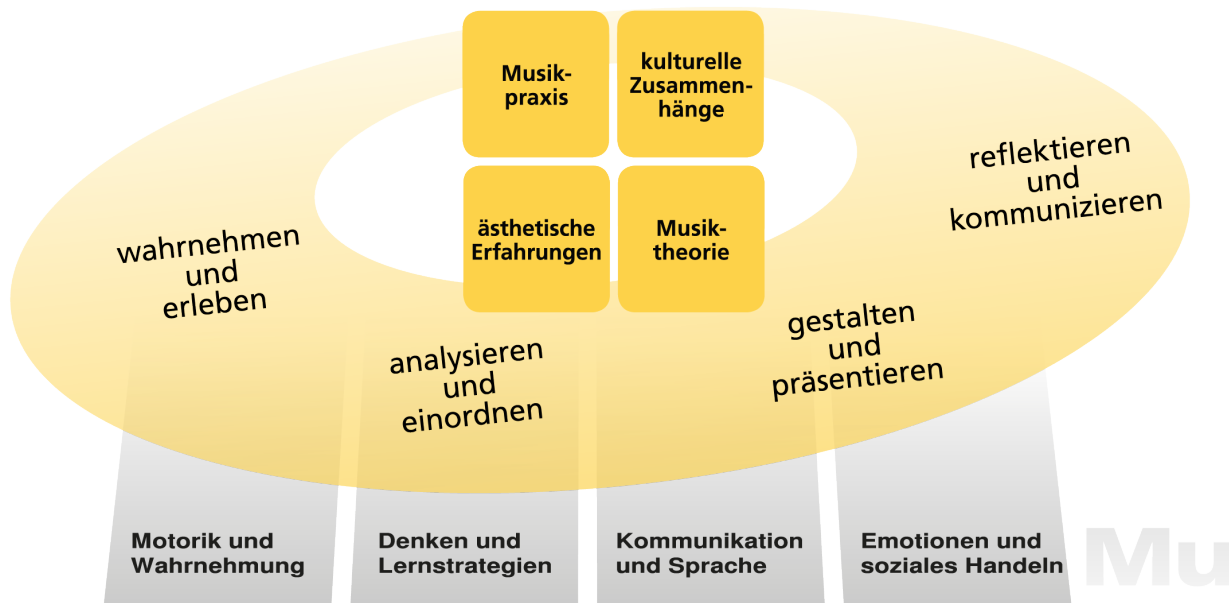 Musik-
praxis
kulturelle
Zusammen-
hänge
ästhetische
Erfahrungen
Musik-
theorie
wahrnehmen
und
erleben
analysieren
und
einordnen
gestalten
und
präsentieren
reflektieren
und
kommunizieren
Motorik und
Wahrnehmung
Denken und
Lernstrategien
Kommunikation
und Sprache
Emotionen und
soziales Handeln
Mu